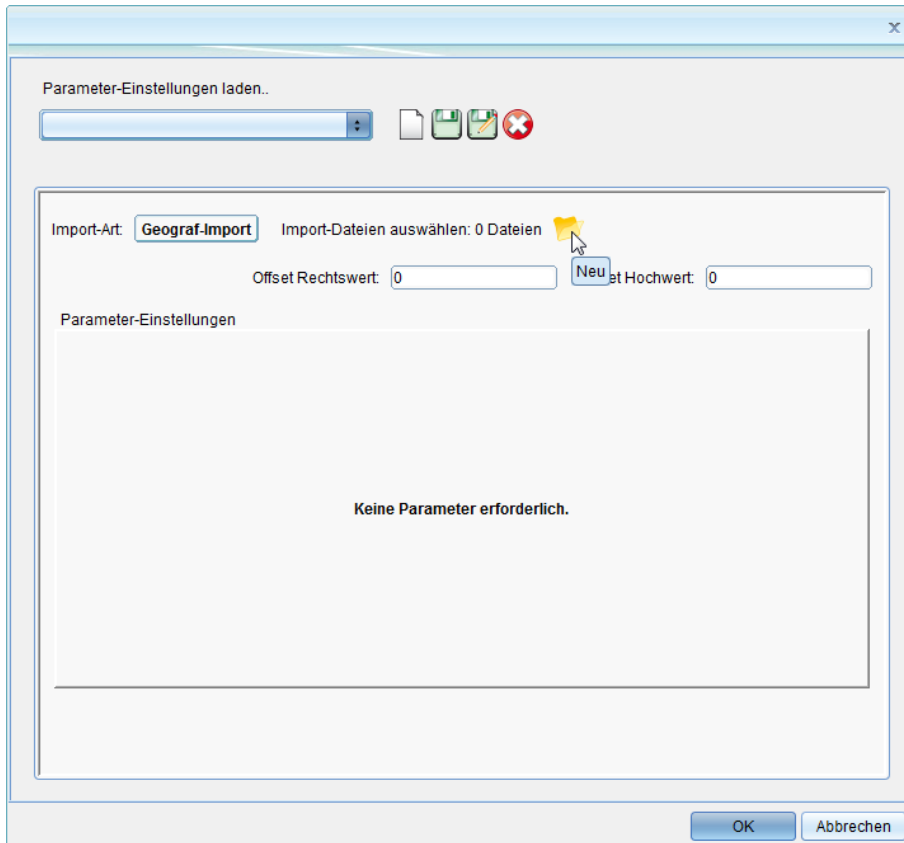 x
Parameter-Einstellungen laden..
Import-Art: Geograf-Import Import-Dateien auswählen: 0 Dateien
Offset Rechtswert: 0 Neu et Hochwert: 0
Parameter-Einstellungen
Keine Parameter erforderlich.
OK Abbrechen